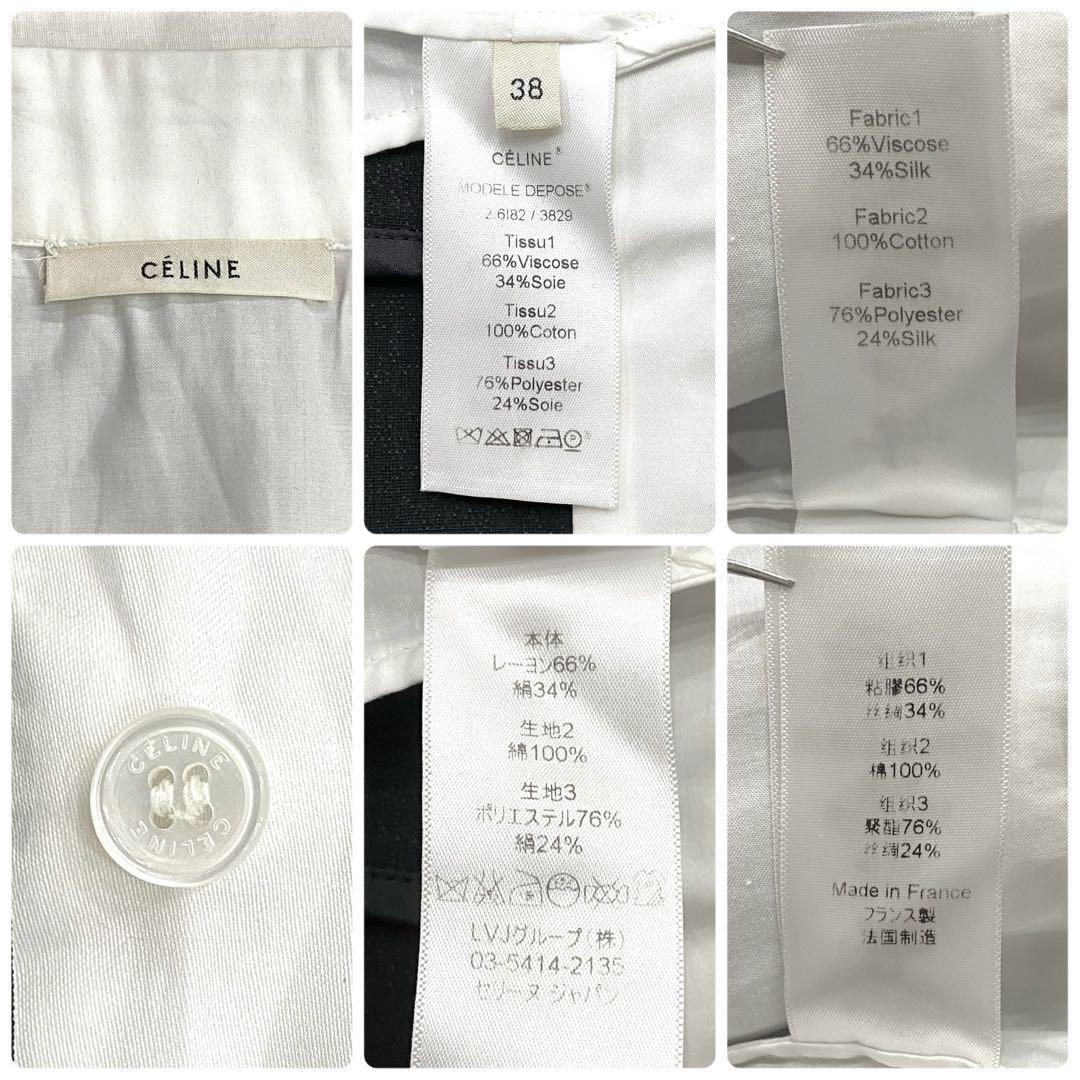 CÉLINE
38
CÉLINE®
MODELE DEPOSE®
2.6I82 / 3829
Tissu1
66%Viscose
34%Soie
Tissu2
100%Coton
Tissu3
76%Polyester
24%Soie
Fabric1
66%Viscose
34%Silk
Fabric2
100%Cotton
Fabric3
76%Polyester
24%Silk
CÉLINE
CÉLINE
本体
レーヨン66%
絹34%
生地2
綿100%
生地3
ポリエステル76%
絹24%
LVJグループ(株)
03-5414-2135
セリーヌ ジャパン
组织1
粘膠66%
丝绸34%
组织2
棉100%
组织3
聚酯76%
丝绸24%
Made in France
フランス製
法国制造